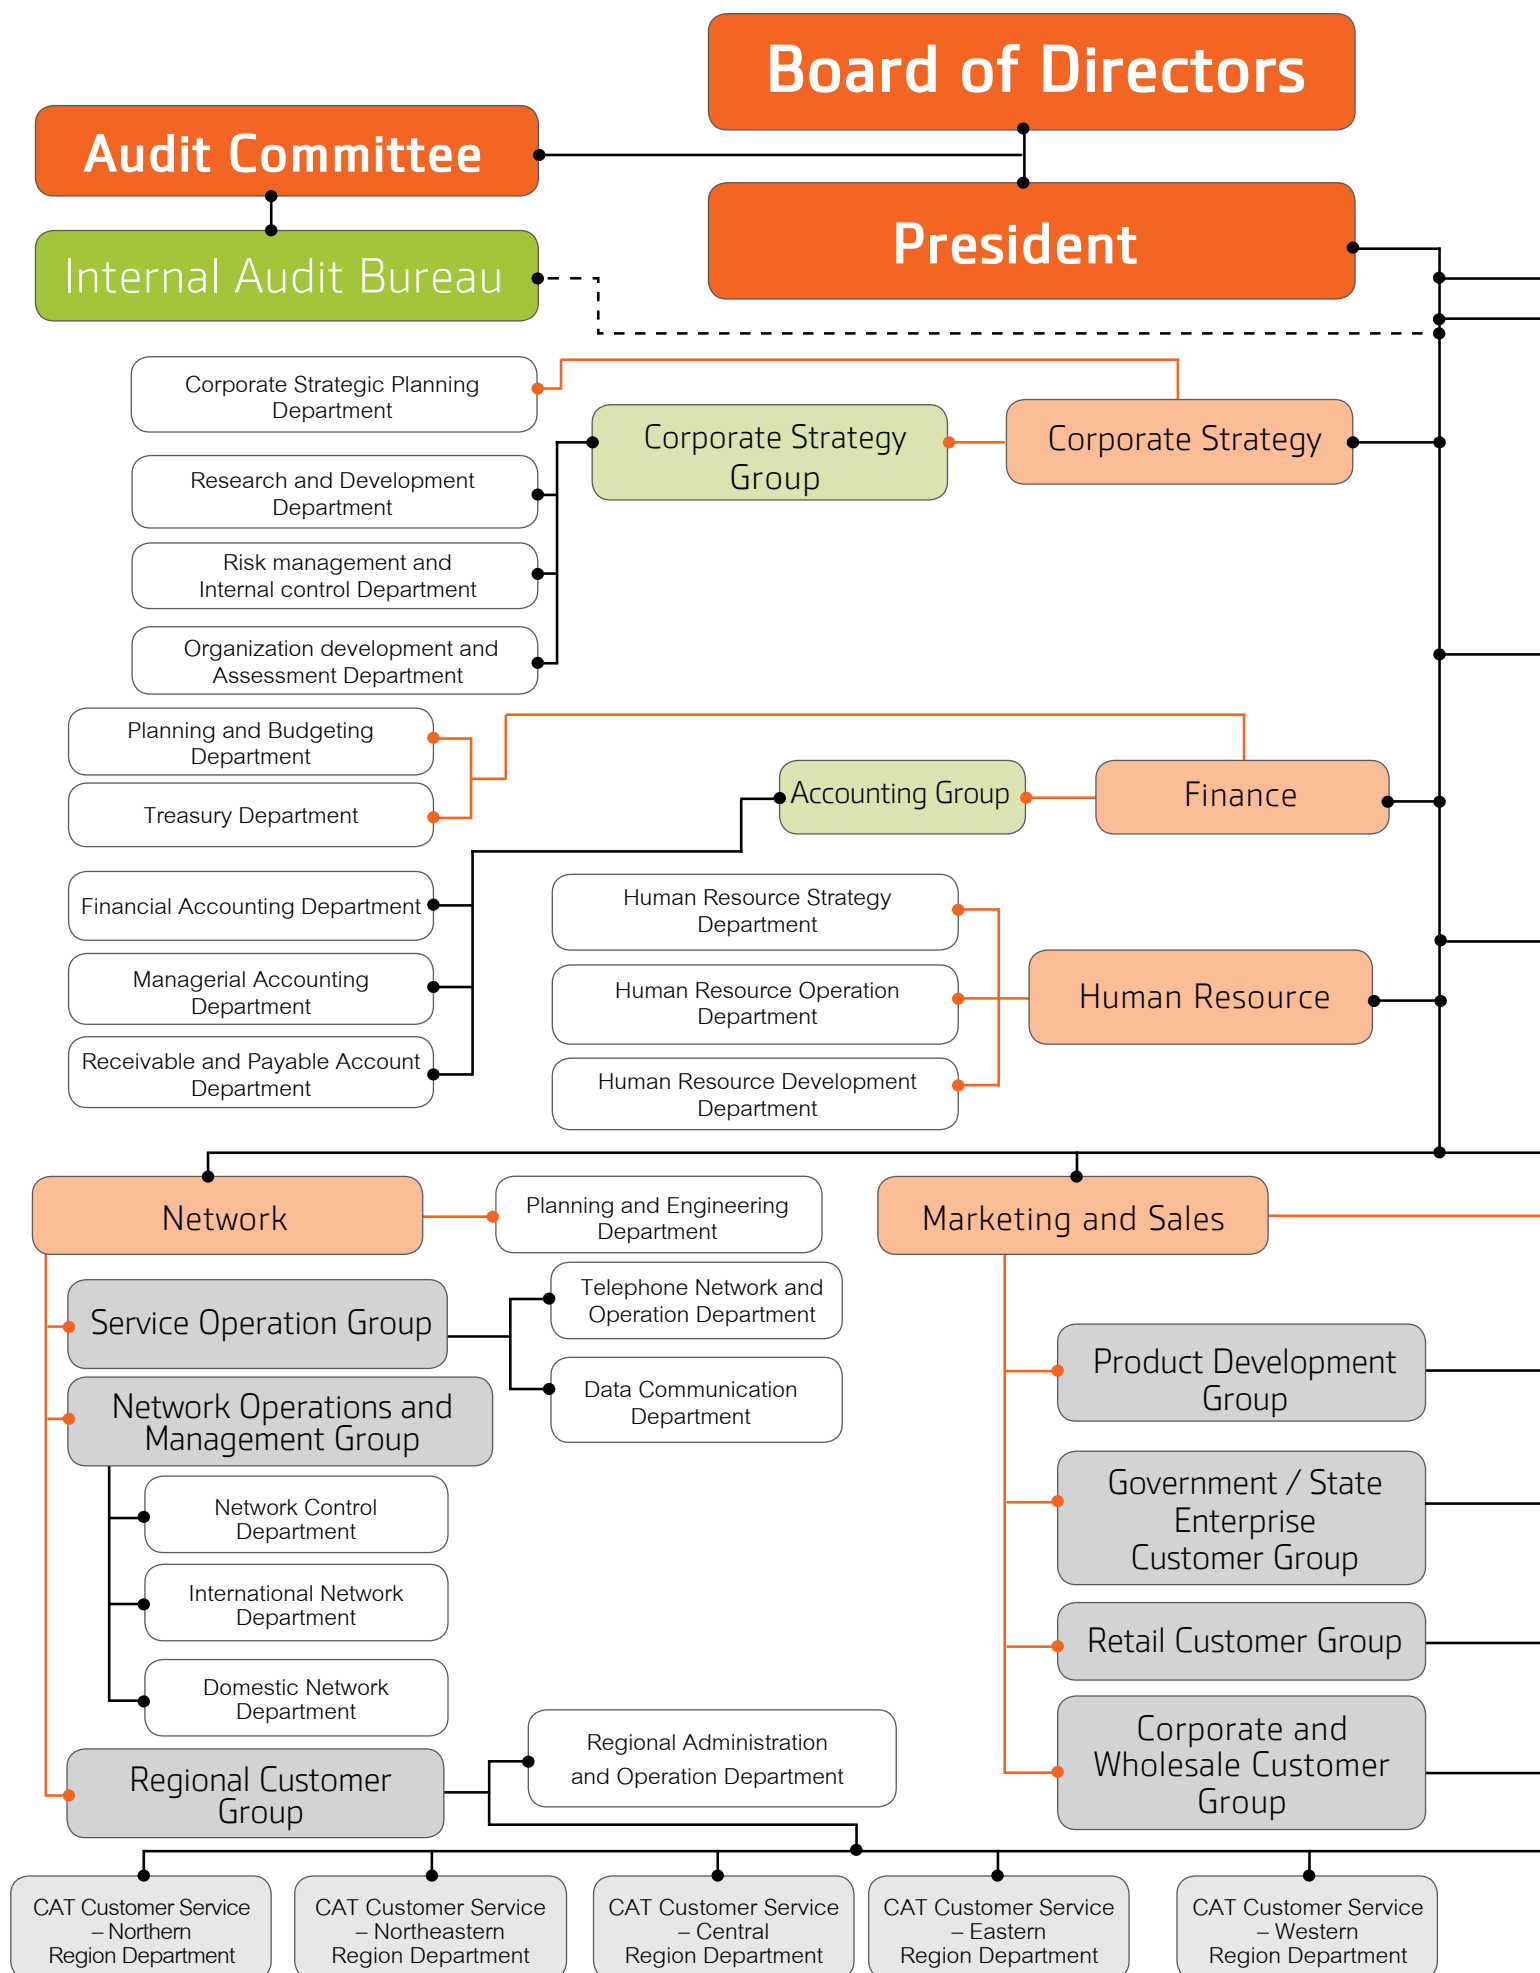 Board of Directors
Audit Committee
President
Internal Audit Bureau
Corporate Strategic Planning
Department
Corporate Strategy
Group
Corporate Strategy
Research and Development
Department
Risk management and
Internal control Department
Organization development and
Assessment Department
Planning and Budgeting
Department
Treasury Department
Accounting Group
Finance
Financial Accounting Department
Managerial Accounting
Department
Receivable and Payable Account
Department
Human Resource Strategy
Department
Human Resource Operation
Department
Human Resource Development
Department
Human Resource
Network
Planning and Engineering
Department
Marketing and Sales
Service Operation Group
Telephone Network and
Operation Department
Data Communication
Department
Network Operations and
Management Group
Network Control
Department
International Network
Department
Domestic Network
Department
Regional Customer
Group
Regional Administration
and Operation Department
Product Development
Group
Government / State
Enterprise
Customer Group
Retail Customer Group
Corporate and
Wholesale Customer
Group
CAT Customer Service
– Northern
Region Department
CAT Customer Service
– Northeastern
Region Department
CAT Customer Service
– Central
Region Department
CAT Customer Service
– Eastern
Region Department
CAT Customer Service
– Western
Region Department